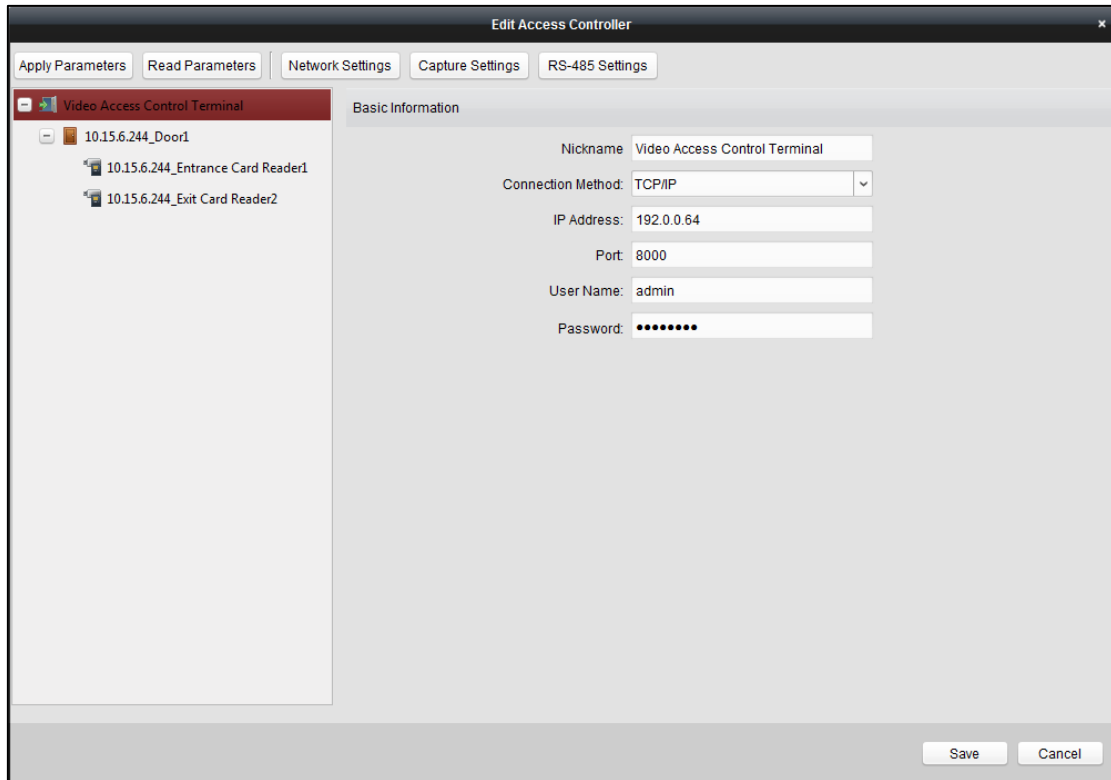 Edit Access Controller
Apply Parameters Read Parameters Network Settings Capture Settings RS-485 Settings
Video Access Control Terminal
10.15.6.244_Door1
10.15.6.244_Entrance Card Reader1
10.15.6.244_Exit Card Reader2
Basic Information
Nickname Video Access Control Terminal
Connection Method: TCP/IP
IP Address: 192.0.0.64
Port: 8000
User Name: admin
Password: ●●●●●●●●
Save Cancel